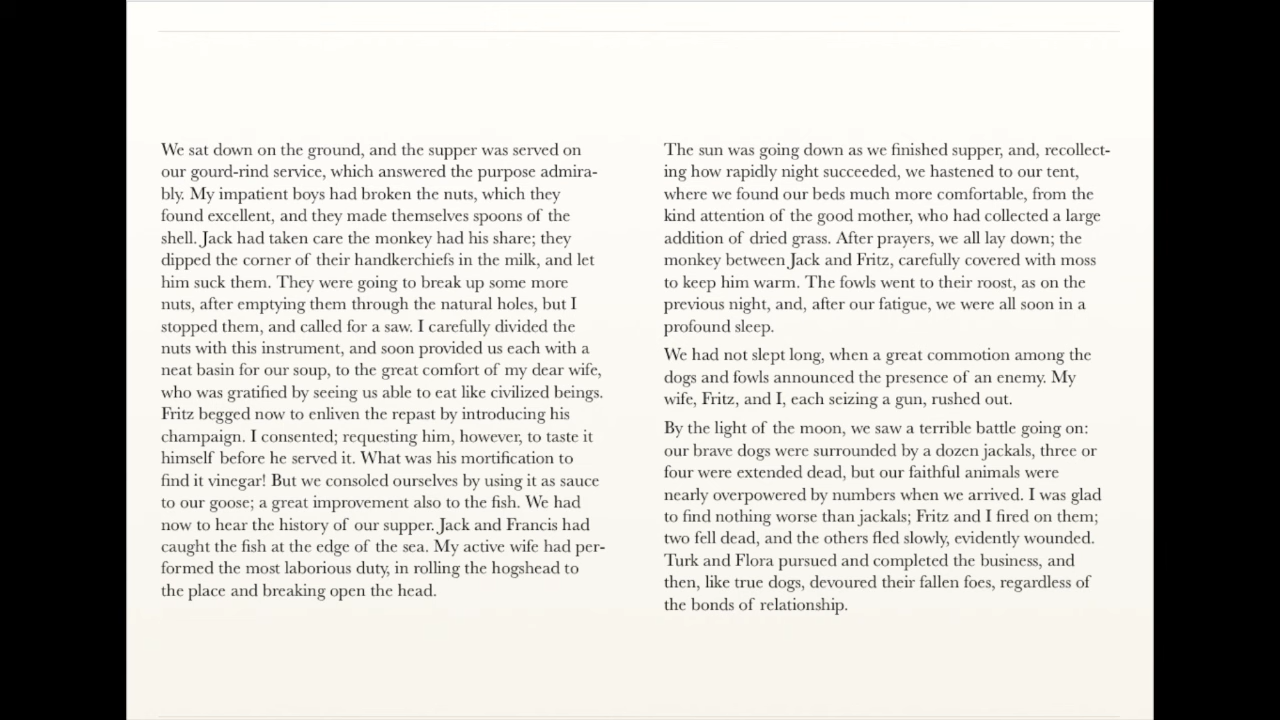 We sat down on the ground, and the supper was served on
our gourd-rind service, which answered the purpose admira-
bly. My impatient boys had broken the nuts, which they
found excellent, and they made themselves spoons of the
shell. Jack had taken care the monkey had his share; they
dipped the corner of their handkerchiefs in the milk, and let
him suck them. They were going to break up some more
nuts, after emptying them through the natural holes, but I
stopped them, and called for a saw. I carefully divided the
nuts with this instrument, and soon provided us each with a
neat basin for our soup, to the great comfort of my dear wife,
who was gratified by seeing us able to eat like civilized beings.
Fritz begged now to enliven the repast by introducing his
champaign. I consented; requesting him, however, to taste it
himself before he served it. What was his mortification to
find it vinegar! But we consoled ourselves by using it as sauce
to our goose; a great improvement also to the fish. We had
now to hear the history of our supper. Jack and Francis had
caught the fish at the edge of the sea. My active wife had per-
formed the most laborious duty, in rolling the hogshead to
the place and breaking open the head.
The sun was going down as we finished supper, and, recollect-
ing how rapidly night succeeded, we hastened to our tent,
where we found our beds much more comfortable, from the
kind attention of the good mother, who had collected a large
addition of dried grass. After prayers, we all lay down; the
monkey between Jack and Fritz, carefully covered with moss
to keep him warm. The fowls went to their roost, as on the
previous night, and, after our fatigue, we were all soon in a
profound sleep.
We had not slept long, when a great commotion among the
dogs and fowls announced the presence of an enemy. My
wife, Fritz, and I, each seizing a gun, rushed out.
By the light of the moon, we saw a terrible battle going on:
our brave dogs were surrounded by a dozen jackals, three or
four were extended dead, but our faithful animals were
nearly overpowered by numbers when we arrived. I was glad
to find nothing worse than jackals; Fritz and I fired on them;
two fell dead, and the others fled slowly, evidently wounded.
Turk and Flora pursued and completed the business, and
then, like true dogs, devoured their fallen foes, regardless of
the bonds of relationship.